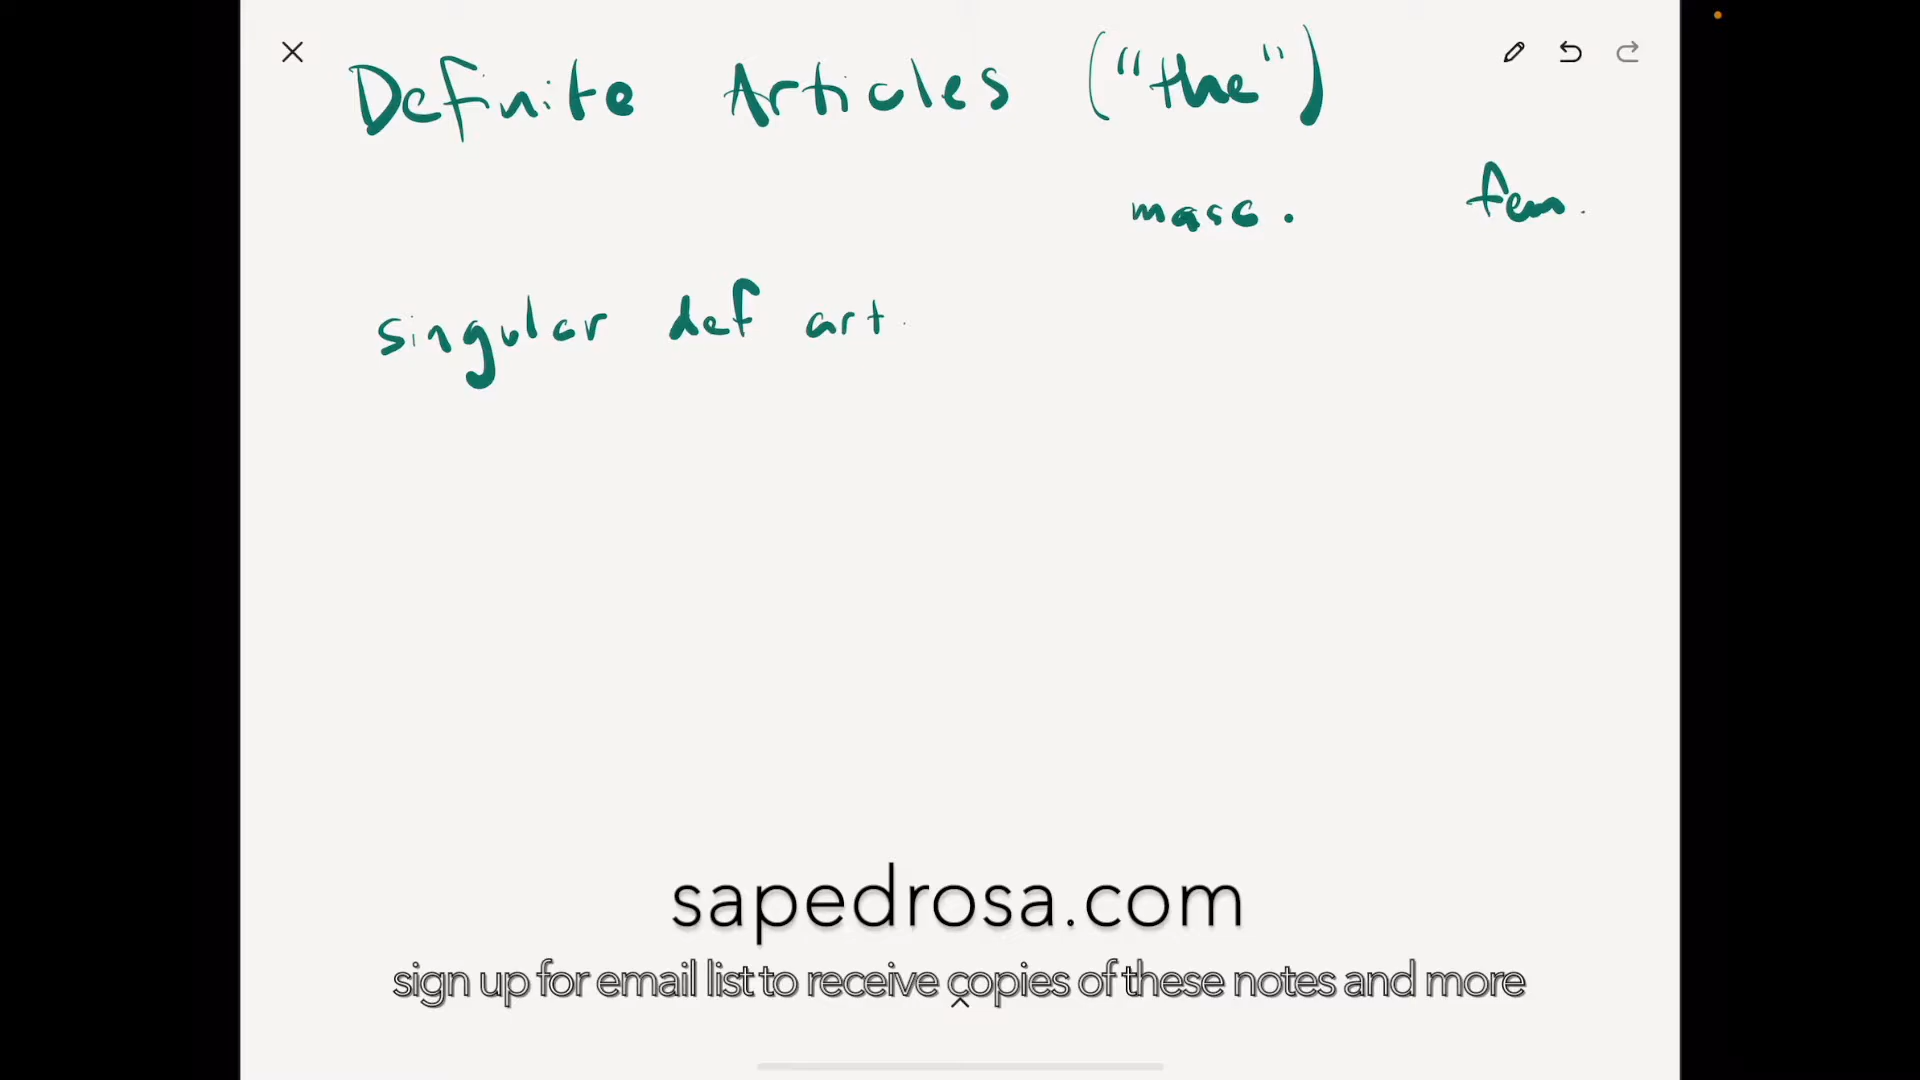 Definite Articles ("the")
masc. fem.
singular def art.
sapedrosa.com
sign up for email list to receive copies of these notes and more